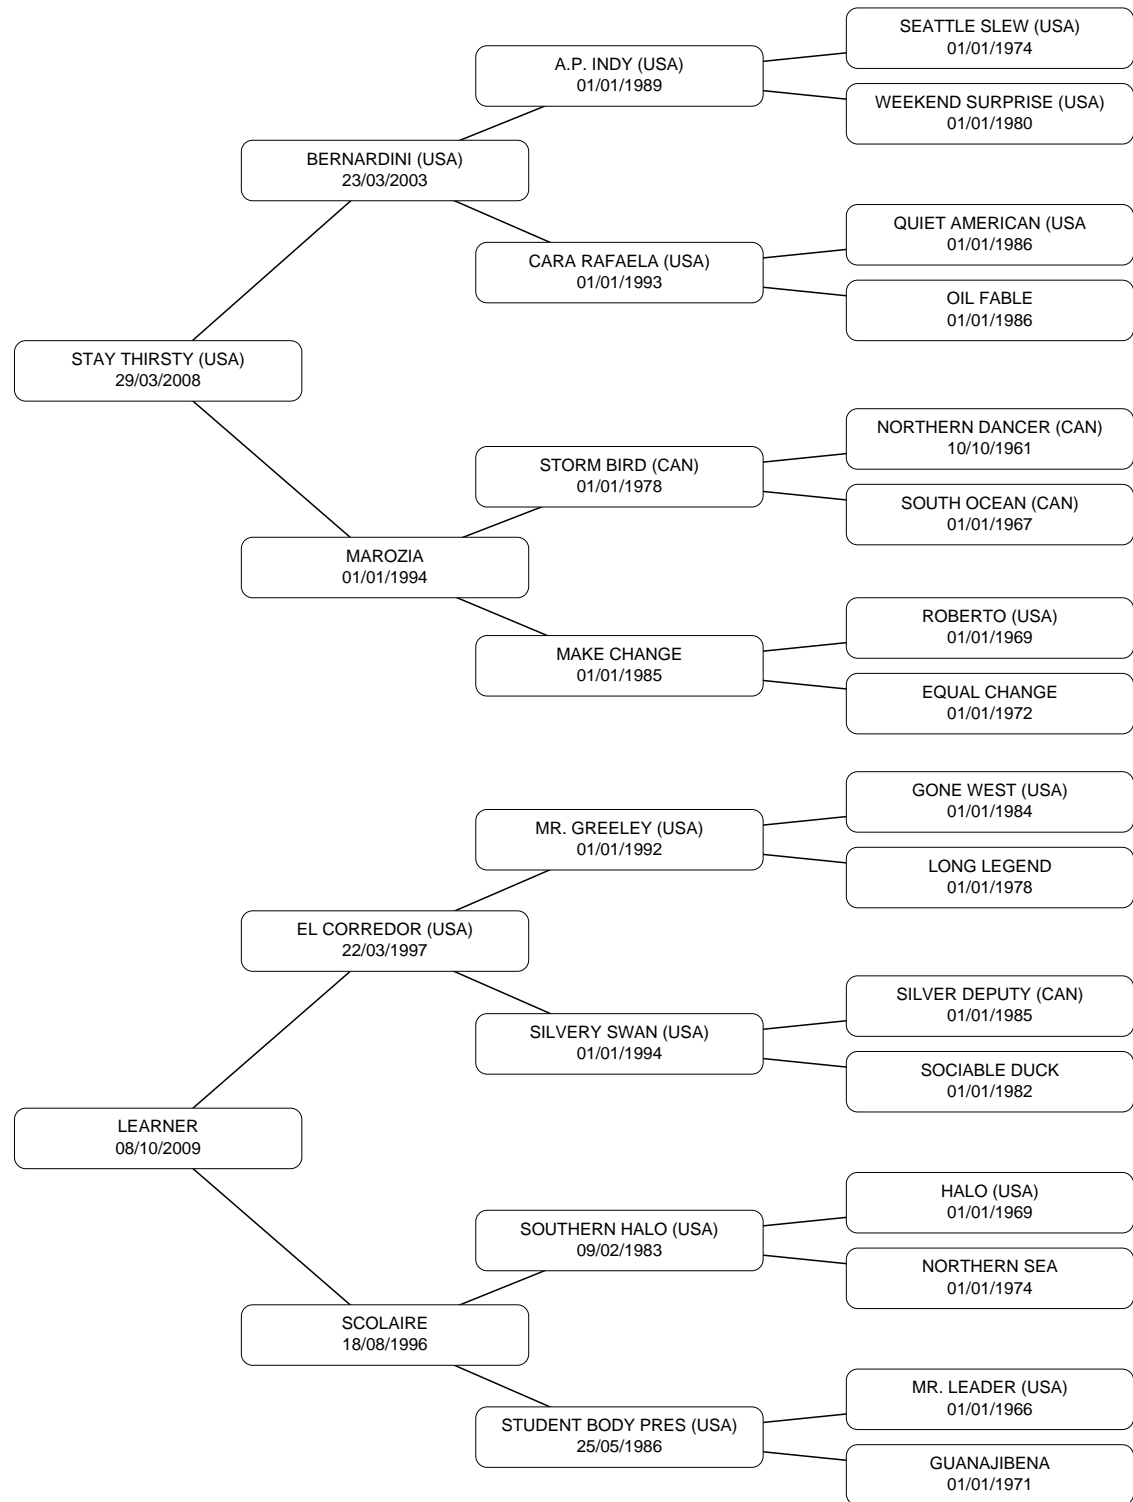 SEATTLE SLEW (USA)
01/01/1974
A.P. INDY (USA)
01/01/1989
WEEKEND SURPRISE (USA)
01/01/1980
BERNARDINI (USA)
23/03/2003
QUIET AMERICAN (USA
01/01/1986
CARA RAFAELA (USA)
01/01/1993
OIL FABLE
01/01/1986
STAY THIRSTY (USA)
29/03/2008
NORTHERN DANCER (CAN)
10/10/1961
STORM BIRD (CAN)
01/01/1978
SOUTH OCEAN (CAN)
01/01/1967
MAROZIA
01/01/1994
ROBERTO (USA)
01/01/1969
MAKE CHANGE
01/01/1985
EQUAL CHANGE
01/01/1972
GONE WEST (USA)
01/01/1984
MR. GREELEY (USA)
01/01/1992
LONG LEGEND
01/01/1978
EL CORREDOR (USA)
22/03/1997
SILVER DEPUTY (CAN)
01/01/1985
SILVERY SWAN (USA)
01/01/1994
SOCIABLE DUCK
01/01/1982
LEARNER
08/10/2009
HALO (USA)
01/01/1969
SOUTHERN HALO (USA)
09/02/1983
NORTHERN SEA
01/01/1974
SCOLAIRE
18/08/1996
MR. LEADER (USA)
01/01/1966
STUDENT BODY PRES (USA)
25/05/1986
GUANAJIBENA
01/01/1971